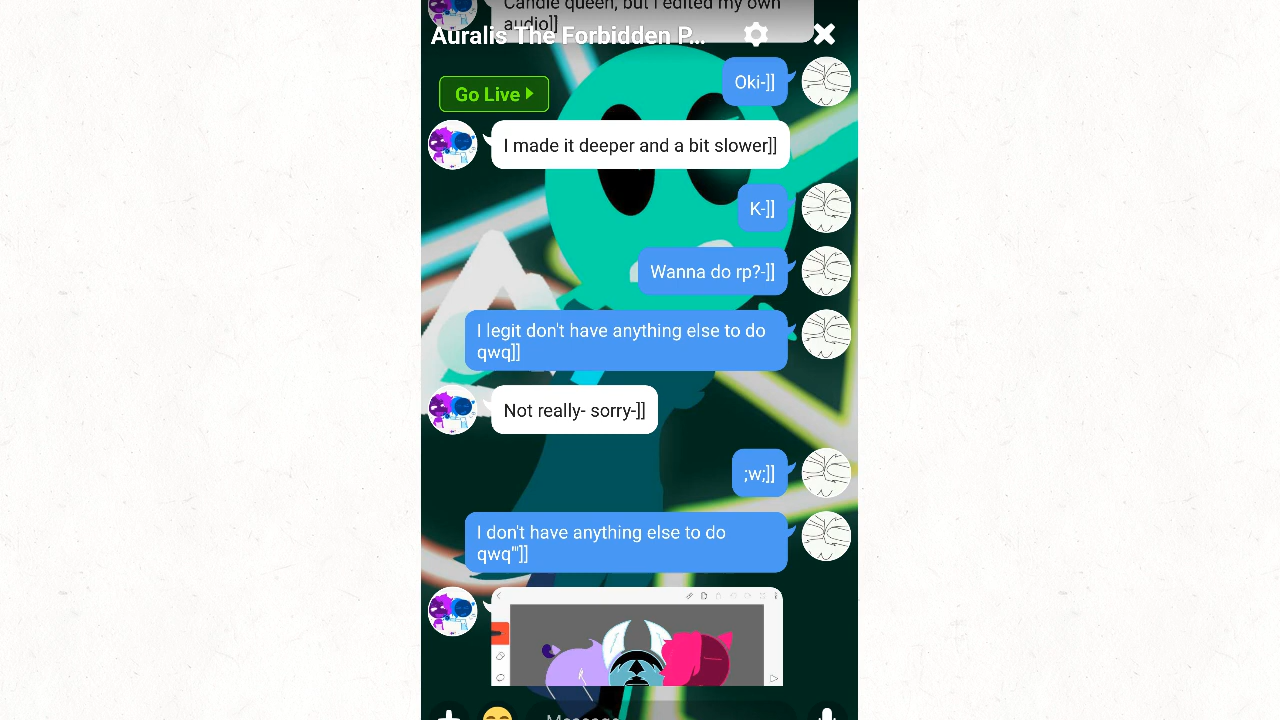 Candle queen, but I edited my own
audio]]
Auralis The Forbidden P...
Oki-]]
Go Live
I made it deeper and a bit slower]]
K-]]
Wanna do rp?-]]
I legit don't have anything else to do
qwq]]
Not really- sorry-]]
;w;]]
I don't have anything else to do
qwq'"]]
Message